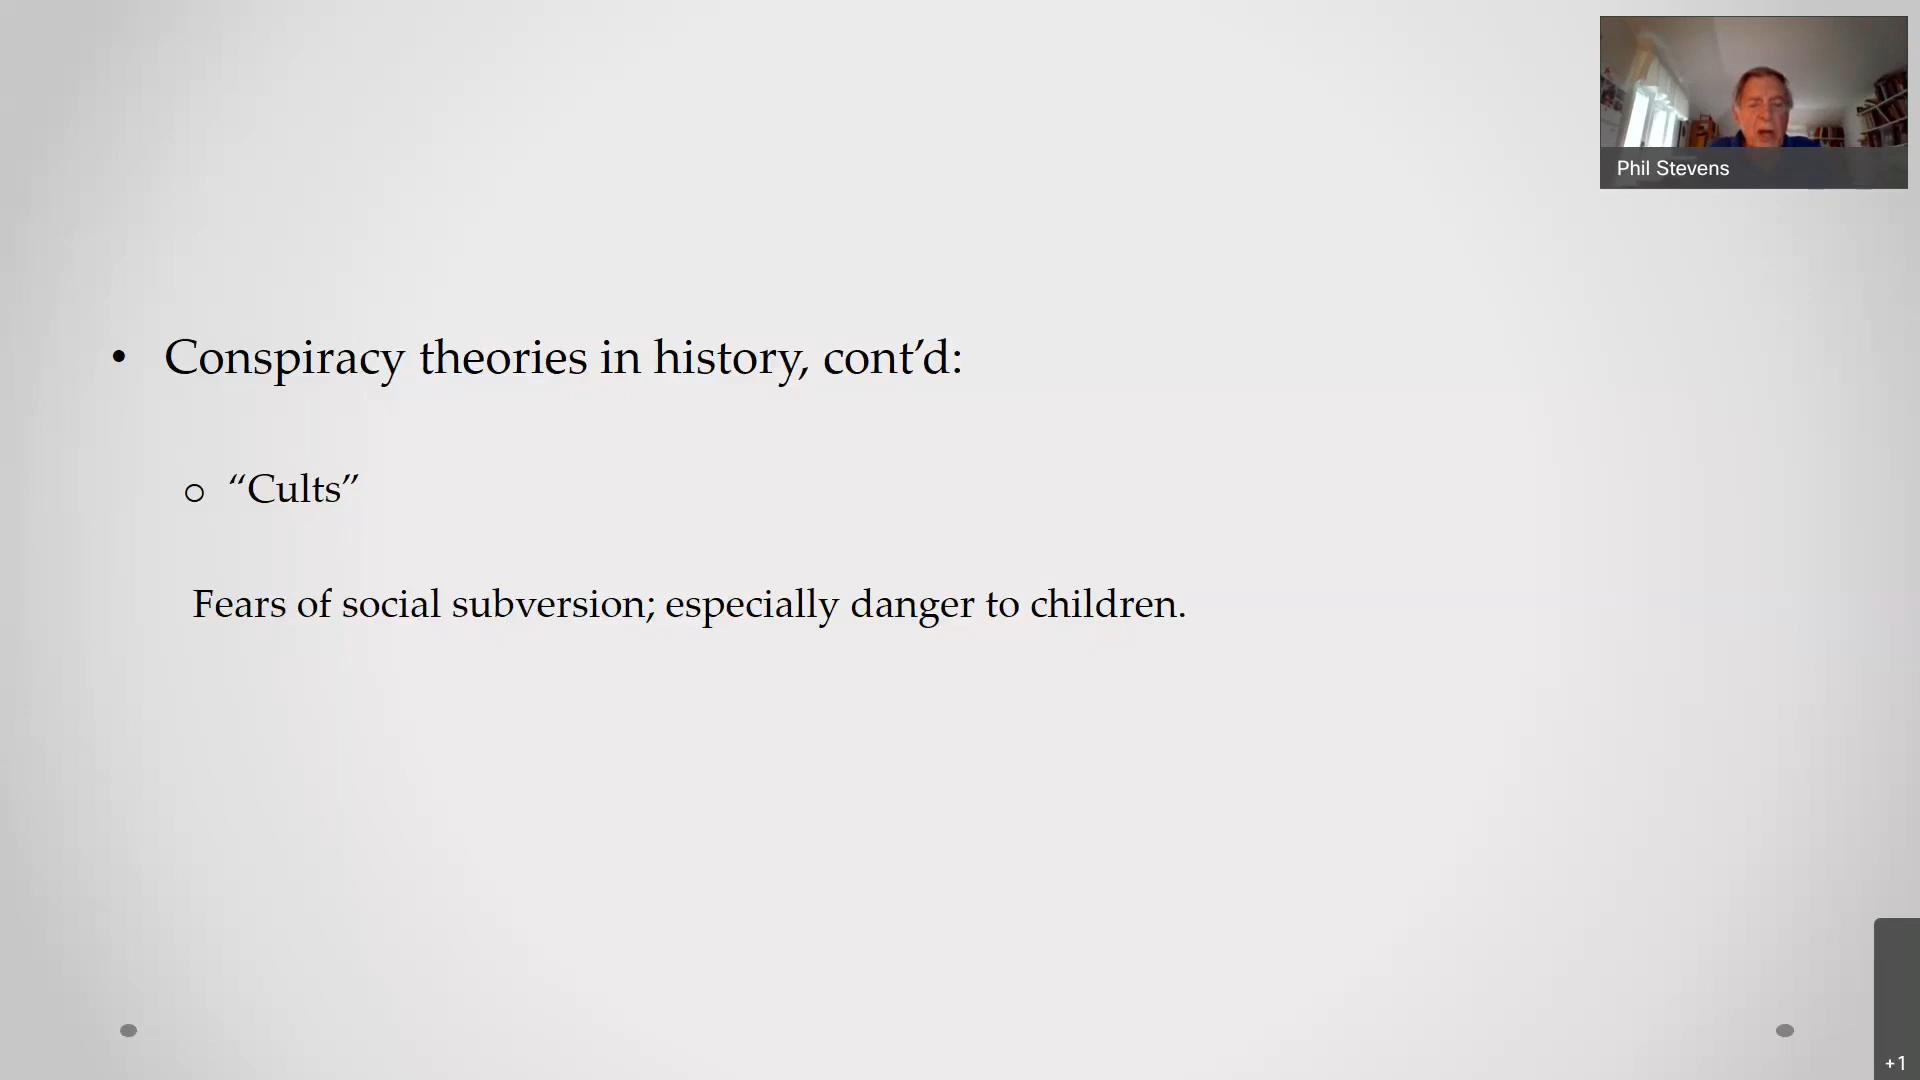 Phil Stevens
• Conspiracy theories in history, cont’d:
o “Cults”
Fears of social subversion; especially danger to children.
+1